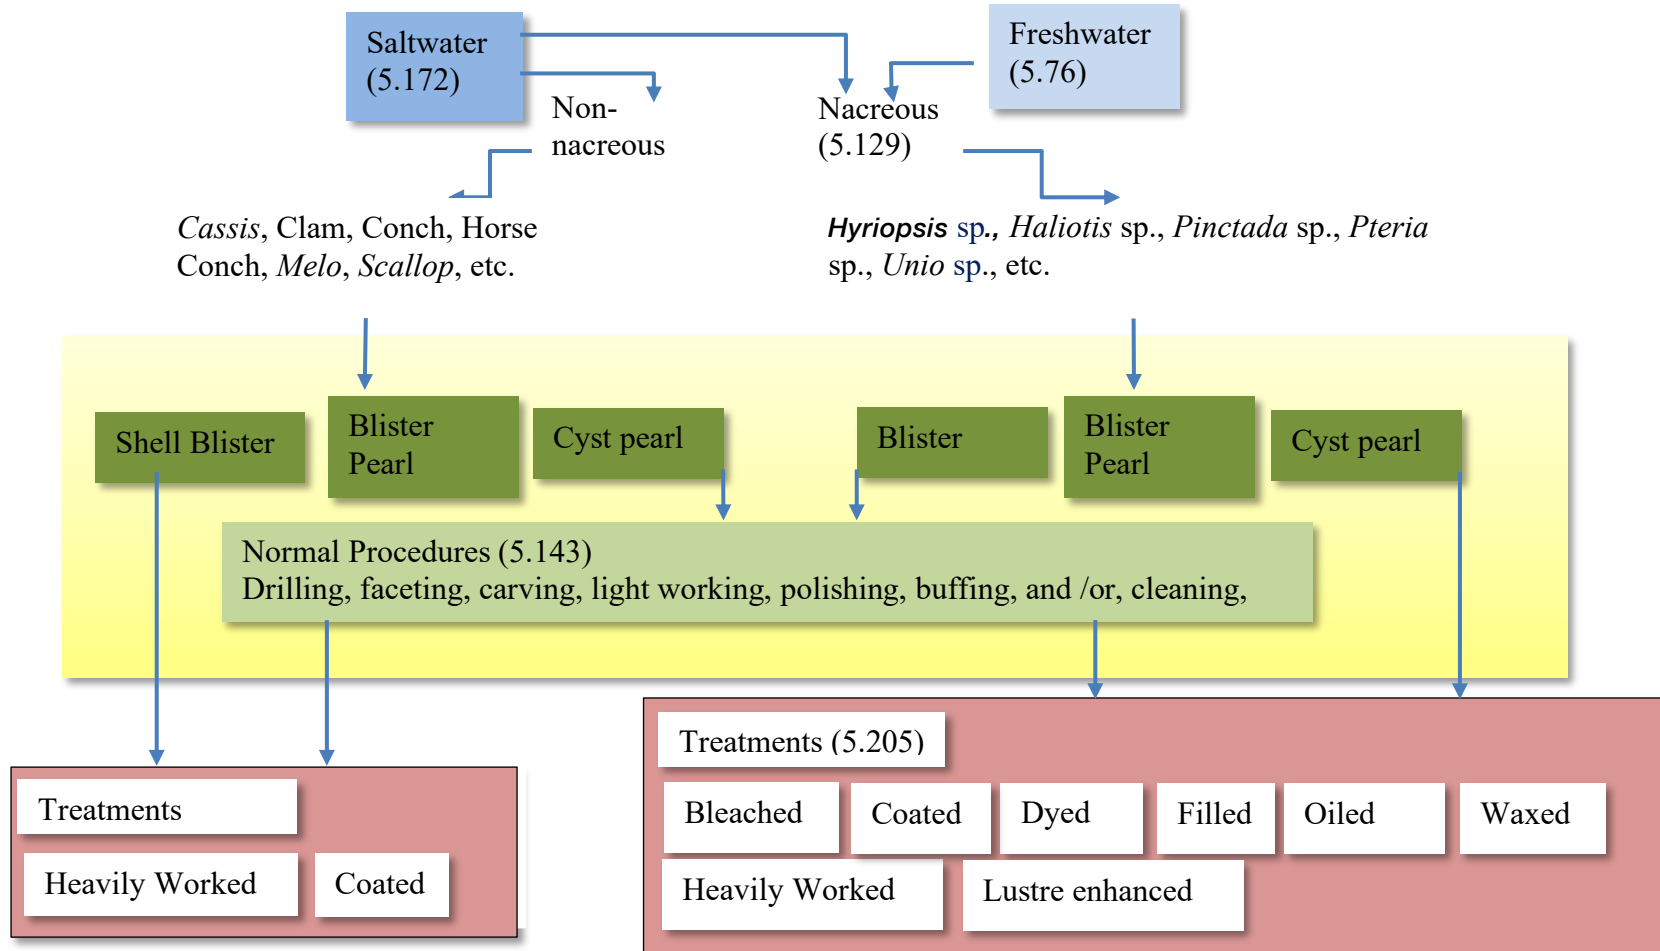 Saltwater
(5.172)
Freshwater
(5.76)
Non-
nacreous
Nacreous
(5.129)
Cassis, Clam, Conch, Horse
Conch, Melo, Scallop, etc.
Hyriopsis sp., Haliotis sp., Pinctada sp., Pteria
sp., Unio sp., etc.
Shell Blister
Blister
Pearl
Cyst pearl
Blister
Blister
Pearl
Cyst pearl
Normal Procedures (5.143)
Drilling, faceting, carving, light working, polishing, buffing, and /or, cleaning,
Treatments
Heavily Worked
Coated
Treatments (5.205)
Bleached
Coated
Dyed
Filled
Oiled
Waxed
Heavily Worked
Lustre enhanced